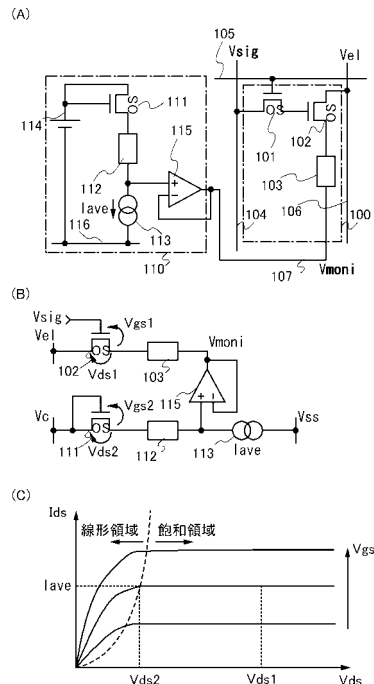 (A)
105
Vsig
Vel
114
OS
111
112
Iave
116
113
110
115
+
-
OS
101
OS
102
103
104
106
100
107
Vmoni
(B)
Vsig
Vel
Vgs1
OS
102
Vds1
103
Vmoni
115
+ -
Vc
Vgs2
OS
111
Vds2
112
113
Iave
Vss
(C)
Ids
線形領域
飽和領域
Vgs
Iave
Vds2
Vds1
Vds